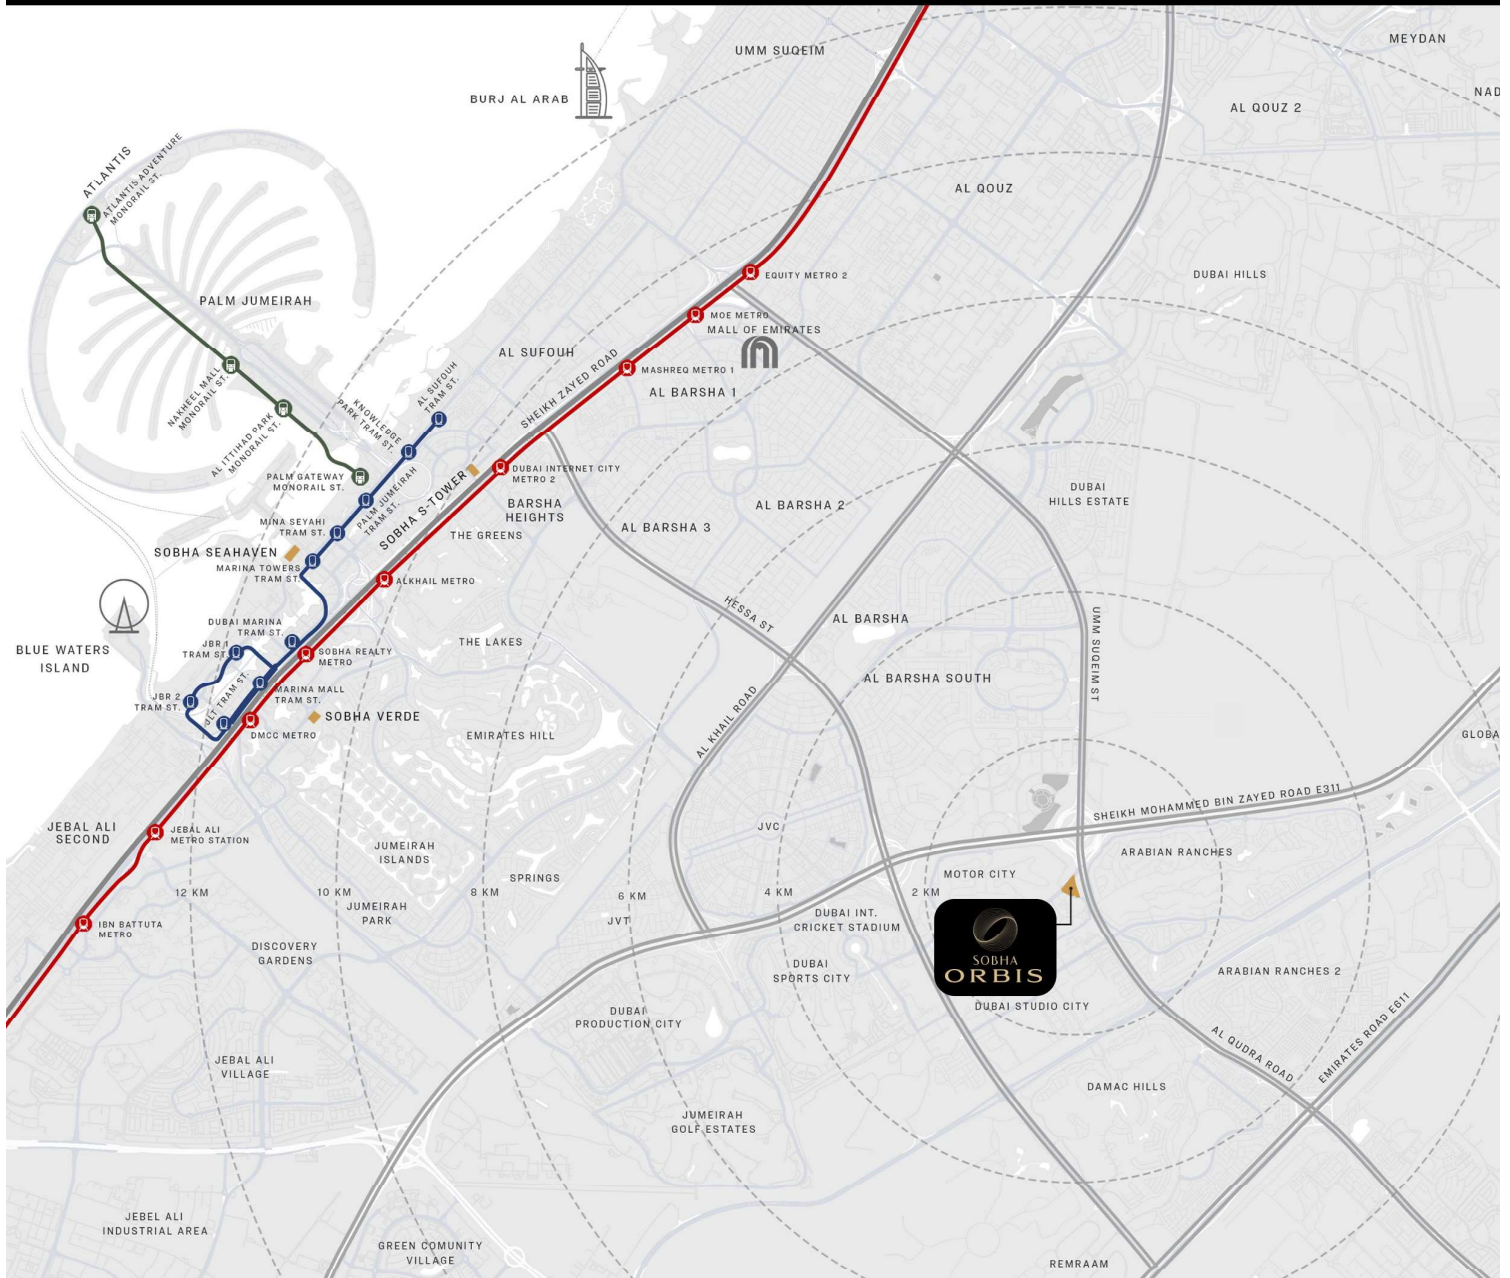 UMM SUQEIM
MEYDAN
BURJ AL ARAB
AL QOUZ 2
ATLANTIS
ATLANTIS ADVENTURE
MONORAIL ST.
AL QOUZ
EQUITY METRO 2
DUBAI HILLS
PALM JUMEIRAH
MOE METRO
MALL OF EMIRATES
AL SUFOUH
SHEIKH ZAYED ROAD
MASHREQ METRO 1
AL BARSHA 1
NAKHEEL MALL
MONORAIL ST.
AL SUFOUH
TRAM ST.
KNOWLEDGE
PARK TRAM ST.
AL ITTIHAD PARK
MONORAIL ST.
PALM GATEWAY
MONORAIL ST.
PALM JUMEIRAH
TRAM ST.
SOBHA S-TOWER
DUBAI INTERNET CITY
METRO 2
BARSHA
HEIGHTS
AL BARSHA 2
DUBAI
HILLS ESTATE
MINA SEYAHI
TRAM ST.
THE GREENS
AL BARSHA 3
SOBHA SEAHAVEN
MARINA TOWERS
TRAM ST.
ALKHAIL METRO
HESSA ST
AL BARSHA
UMM SUQEIM ST
DUBAI MARINA
TRAM ST.
JBR 1
TRAM ST.
SOBHA REALTY
METRO
THE LAKES
BLUE WATERS
ISLAND
AL BARSHA SOUTH
JBR 2
TRAM ST.
JLT TRAM ST.
MARINA MALL
TRAM ST.
SOBHA VERDE
AL KHAIL ROAD
DMCC METRO
EMIRATES HILL
GLOBA
NAD
SHEIKH MOHAMMED BIN ZAYED ROAD E311
JEBAL ALI
SECOND
JEBAL ALI
METRO STATION
JVC
JUMEIRAH
ISLANDS
ARABIAN RANCHES
SPRINGS
MOTOR CITY
12 KM
10 KM
8 KM
6 KM
4 KM
2 KM
JUMEIRAH
PARK
JVT
DUBAI INT.
CRICKET STADIUM
IBN BATTUTA
METRO
DISCOVERY
GARDENS
DUBAI
SPORTS CITY
SOBHA
ORBIS
ARABIAN RANCHES 2
DUBAI STUDIO CITY
DUBAI
PRODUCTION CITY
AL QUDRA ROAD
EMIRATES ROAD E611
JEBAL ALI
VILLAGE
DAMAC HILLS
JUMEIRAH
GOLF ESTATES
JEBEL ALI
INDUSTRIAL AREA
GREEN COMUNITY
VILLAGE
REMRAAM